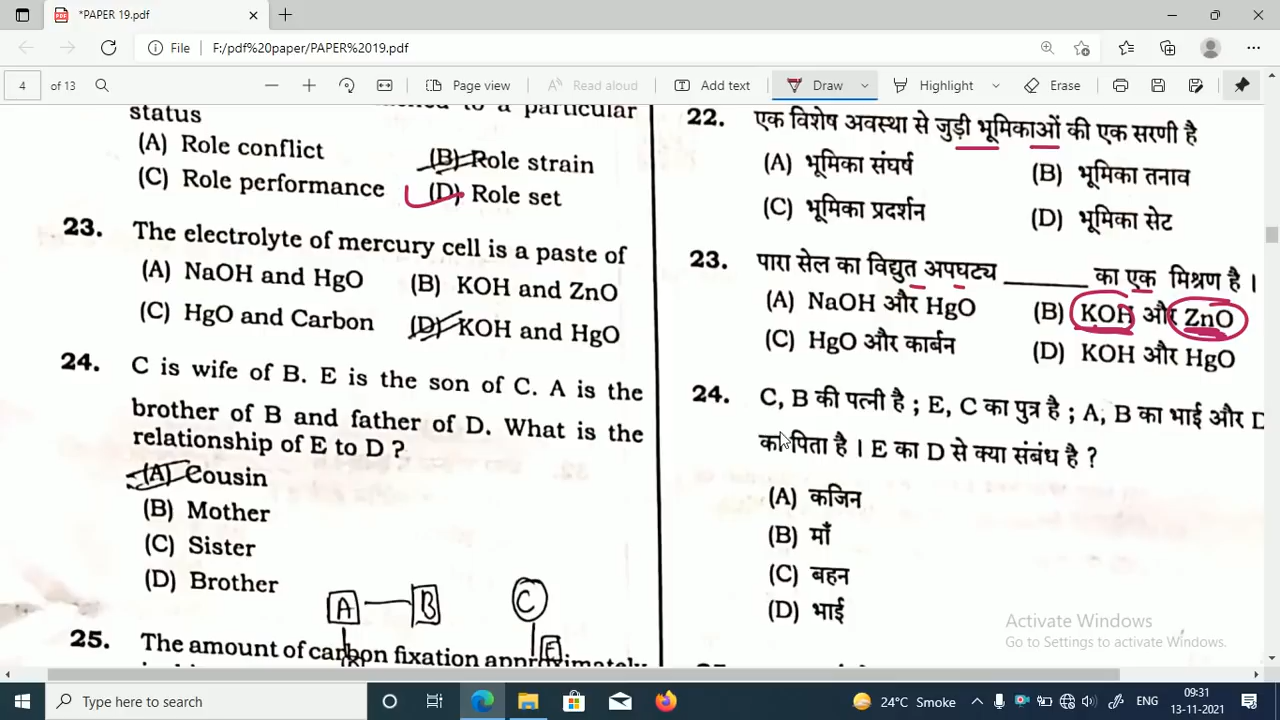 *PAPER 19.pdf
File F:/pdf%20paper/PAPER%2019.pdf
4 of 13 Page view Read aloud Add text Draw Highlight Erase
to a particular
status
(A) Role conflict (B) Role strain
(C) Role performance (D) Role set
23. The electrolyte of mercury cell is a paste of
(A) NaOH and HgO (B) KOH and ZnO
(C) HgO and Carbon (D) KOH and HgO
24. C is wife of B. E is the son of C. A is the
brother of B and father of D. What is the
relationship of E to D ?
(A) Cousin
(B) Mother
(C) Sister
(D) Brother
A B C
E
25. The amount of carbon fixation approximately
22. एक विशेष अवस्था से जुड़ी भूमिकाओं की एक सरणी है
(A) भूमिका संघर्ष (B) भूमिका तनाव
(C) भूमिका प्रदर्शन (D) भूमिका सेट
23. पारा सेल का विद्युत अपघट्य ________ का एक मिश्रण है ।
(A) NaOH और HgO (B) KOH और ZnO
(C) HgO और कार्बन (D) KOH और HgO
24. C, B की पत्नी है ; E, C का पुत्र है ; A, B का भाई और D
का पिता है । E का D से क्या संबंध है ?
(A) कजिन
(B) माँ
(C) बहन
(D) भाई
Activate Windows
Go to Settings to activate Windows.
Type here to search
24°C Smoke ENG 09:31
13-11-2021